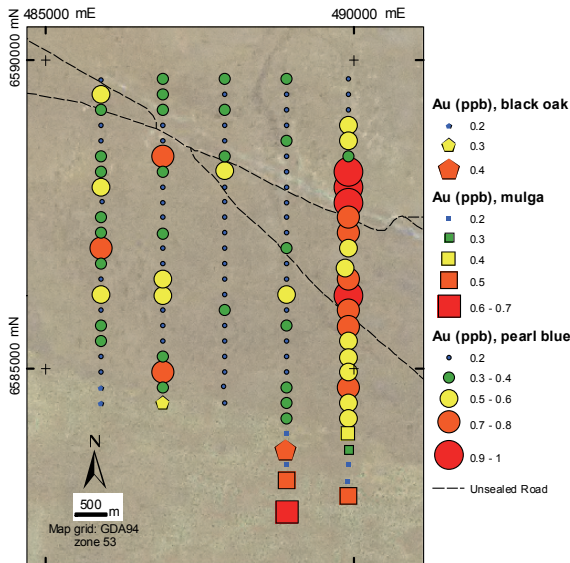 485000 mE
490000 mE
6590000 mN
6585000 mN
N
500 m
Map grid: GDA94
zone 53
Au (ppb), black oak
0.2
0.3
0.4
Au (ppb), mulga
0.2
0.3
0.4
0.5
0.6 - 0.7
Au (ppb), pearl blue
0.2
0.3 - 0.4
0.5 - 0.6
0.7 - 0.8
0.9 - 1
Unsealed Road